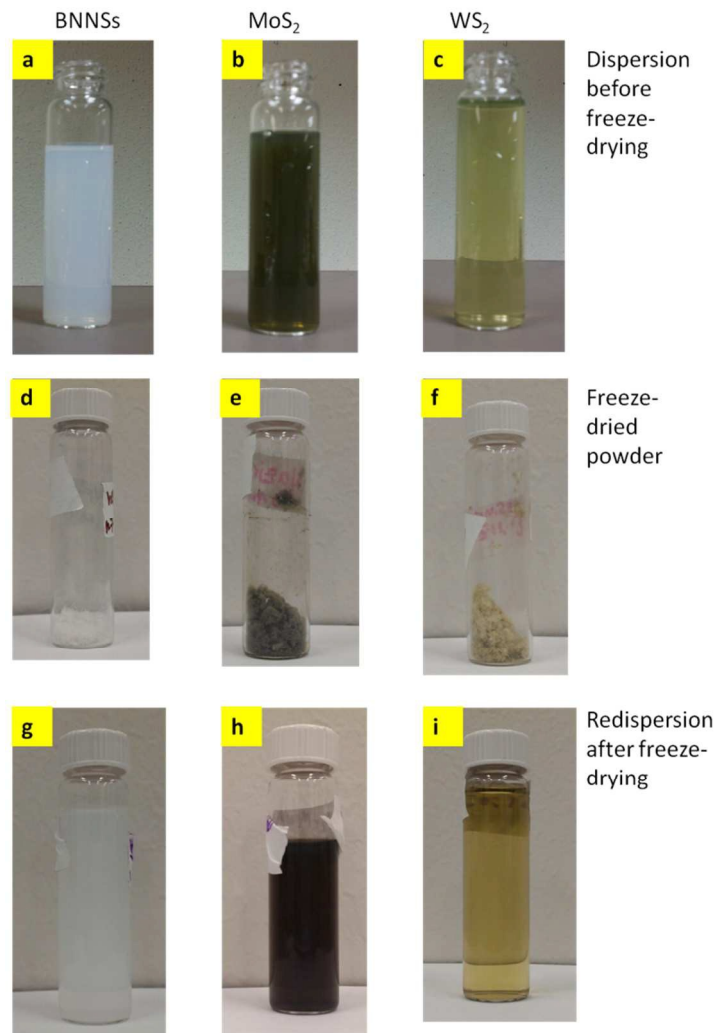 BNNSs
MoS₂
WS₂
a
b
c
Dispersion
before
freeze-
drying
d
e
f
Freeze-
dried
powder
g
h
i
Redispersion
after freeze-
drying